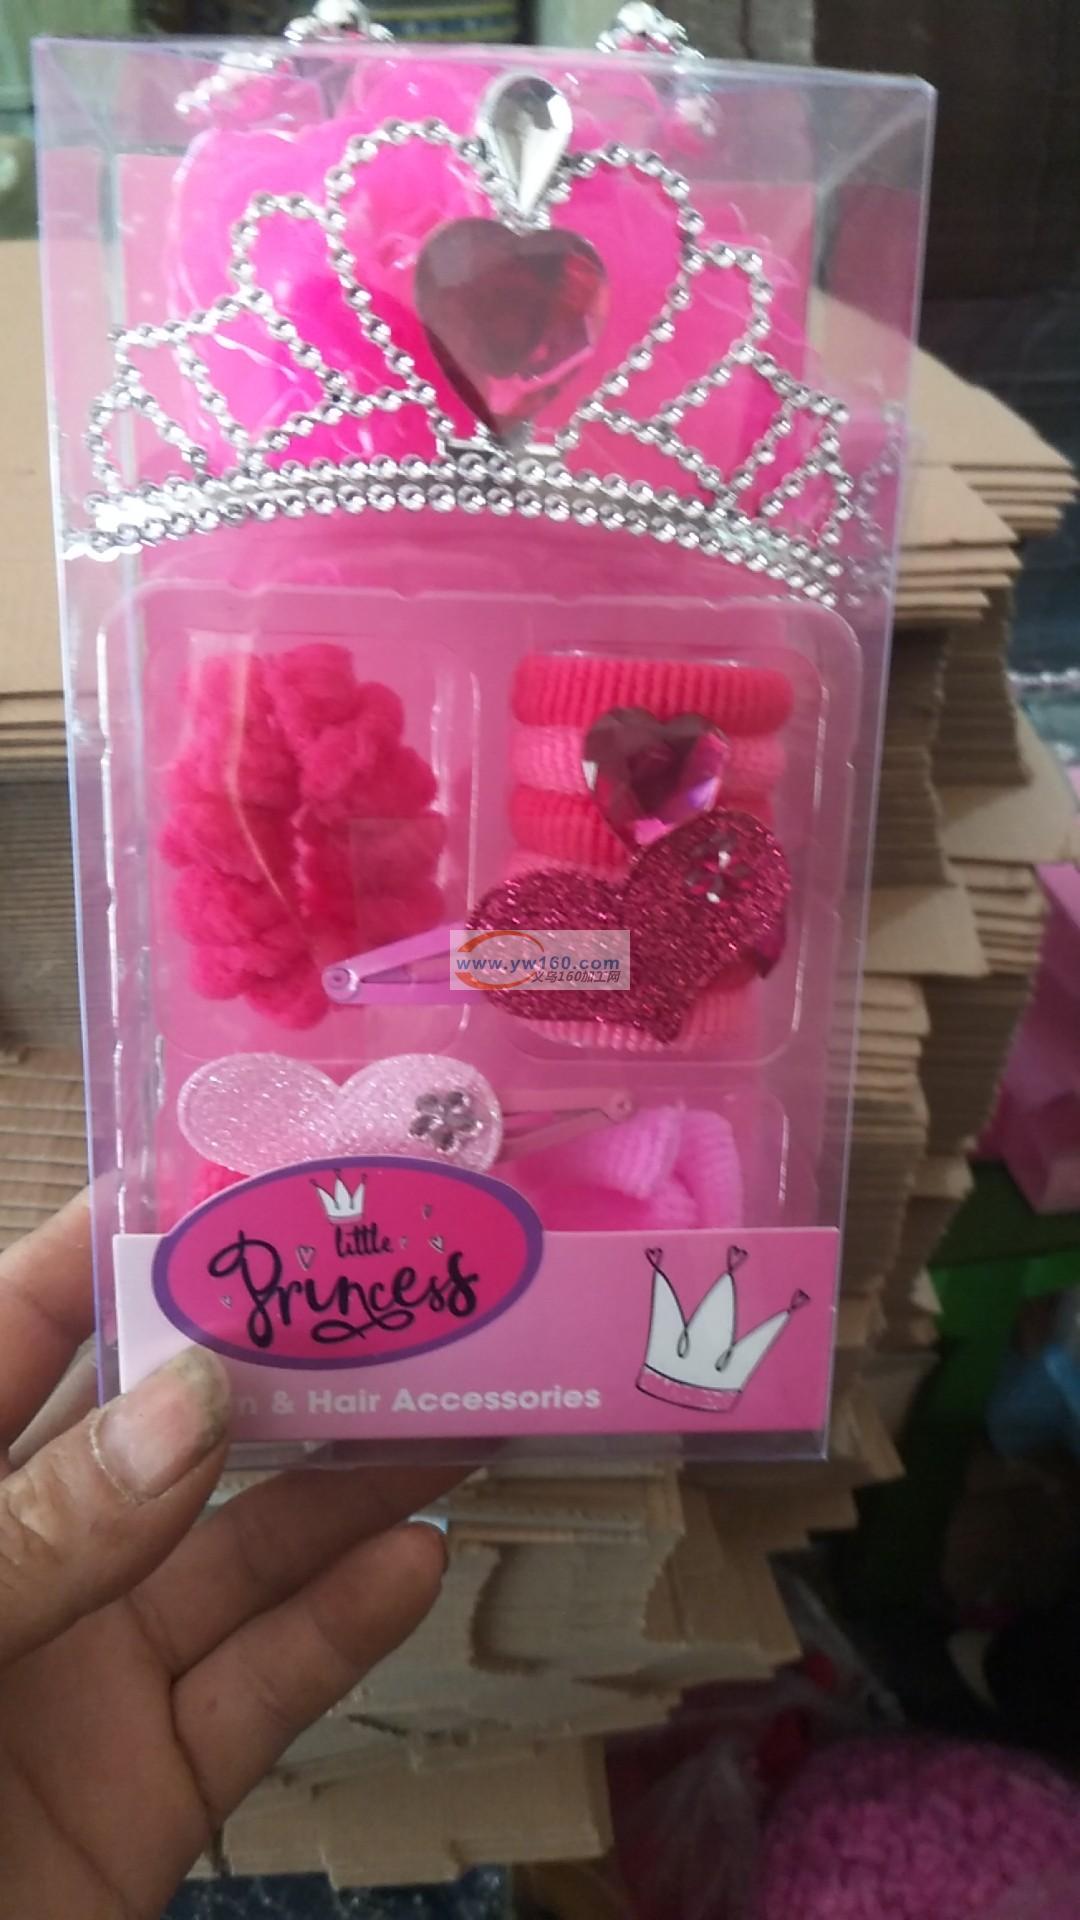 www.yw160.com
义乌160加工网
little
Princess
& Hair Accessories